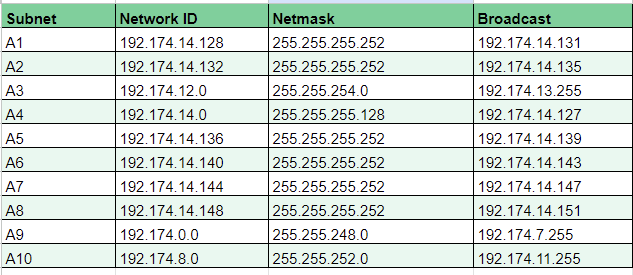 Subnet Network ID Netmask Broadcast
A1 192.174.14.128 255.255.255.252 192.174.14.131
A2 192.174.14.132 255.255.255.252 192.174.14.135
A3 192.174.12.0 255.255.254.0 192.174.13.255
A4 192.174.14.0 255.255.255.128 192.174.14.127
A5 192.174.14.136 255.255.255.252 192.174.14.139
A6 192.174.14.140 255.255.255.252 192.174.14.143
A7 192.174.14.144 255.255.255.252 192.174.14.147
A8 192.174.14.148 255.255.255.252 192.174.14.151
A9 192.174.0.0 255.255.248.0 192.174.7.255
A10 192.174.8.0 255.255.252.0 192.174.11.255